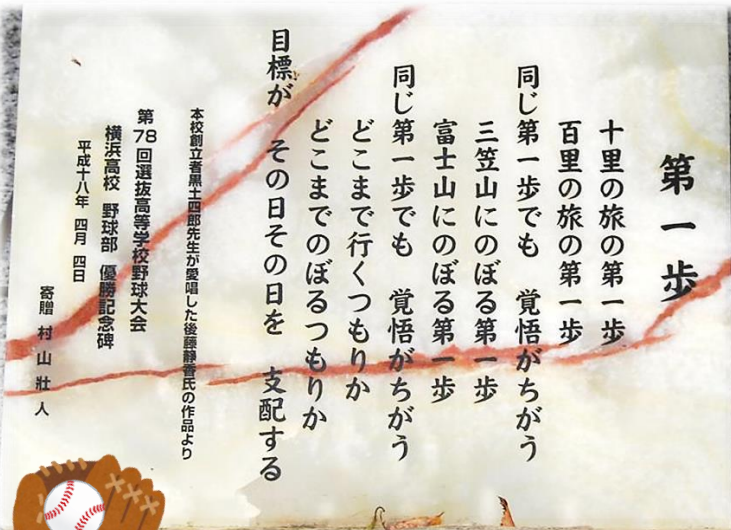 第一歩
十里の旅の第一歩
百里の旅の第一歩
同じ第一歩でも 覚悟がちがう
三笠山にのぼる第一歩
富士山にのぼる第一歩
同じ第一歩でも 覚悟がちがう
どこまで行くつもりか
どこまでのぼるつもりか
目標が その日その日を 支配する
本校創立者黒土四郎先生が愛唱した後藤静香氏の作品より
第78回選抜高等学校野球大会
横浜高校 野球部 優勝記念碑
平成十八年 四月 四日
寄贈 村山壯人